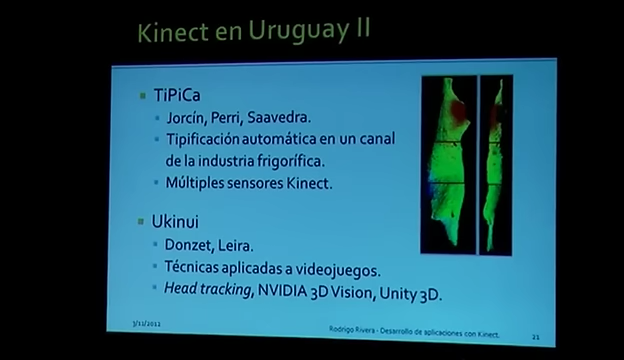 Kinect en Uruguay II
TiPiCa
Jorcín, Perri, Saavedra.
Tipificación automática en un canal
de la industria frigorífica.
Múltiples sensores Kinect.
Ukinui
Donzet, Leira.
Técnicas aplicadas a videojuegos.
Head tracking, NVIDIA 3D Vision, Unity 3D.
3/11/2012
Rodrigo Rivera - Desarrollo de aplicaciones con Kinect.
21